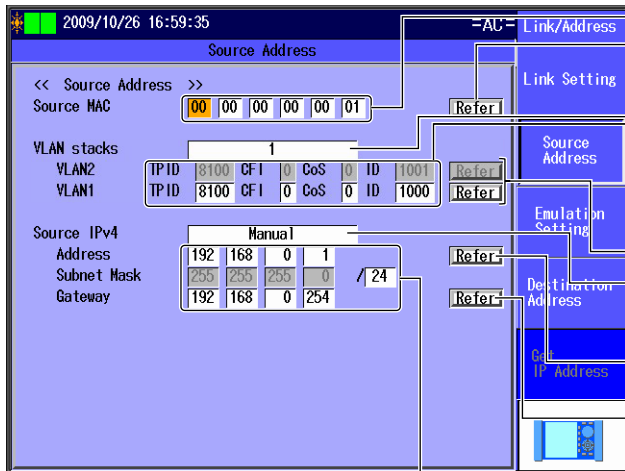 2009/10/26 16:59:35 =AC=
Source Address
<< Source Address >>
Source MAC 00 00 00 00 00 01 Refer
VLAN stacks 1
VLAN2 TPID 8100 CFI 0 CoS 0 ID 1001 Refer
VLAN1 TPID 8100 CFI 0 CoS 0 ID 1000 Refer
Source IPv4 Manual
Address 192 168 0 1 Refer
Subnet Mask 255 255 255 0 / 24
Gateway 192 168 0 254 Refer
Link/Address
Link Setting
Source
Address
Emulation
Setting
Destination
Address
Get
IP Address